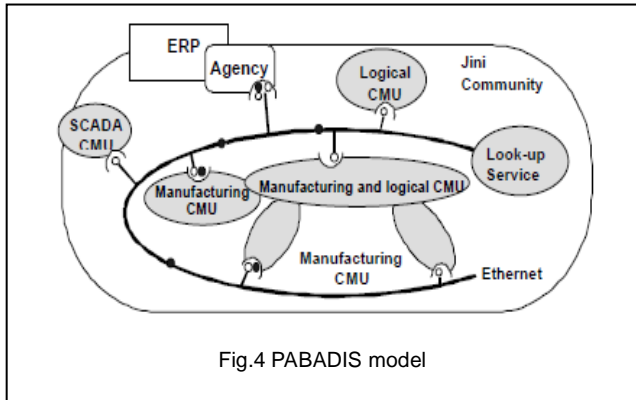 ERP
Agency
Logical
CMU
Jini
Community
SCADA
CMU
Look-up
Service
Manufacturing
CMU
Manufacturing and logical CMU
Manufacturing
CMU
Ethernet
Fig.4 PABADIS model